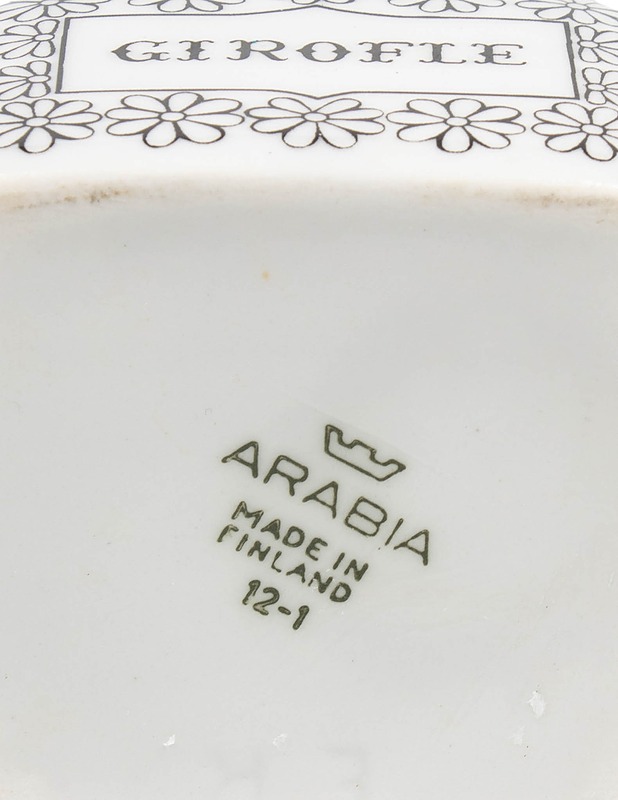 GIROFLE
ARABIA
MADE IN
FINLAND
12-1